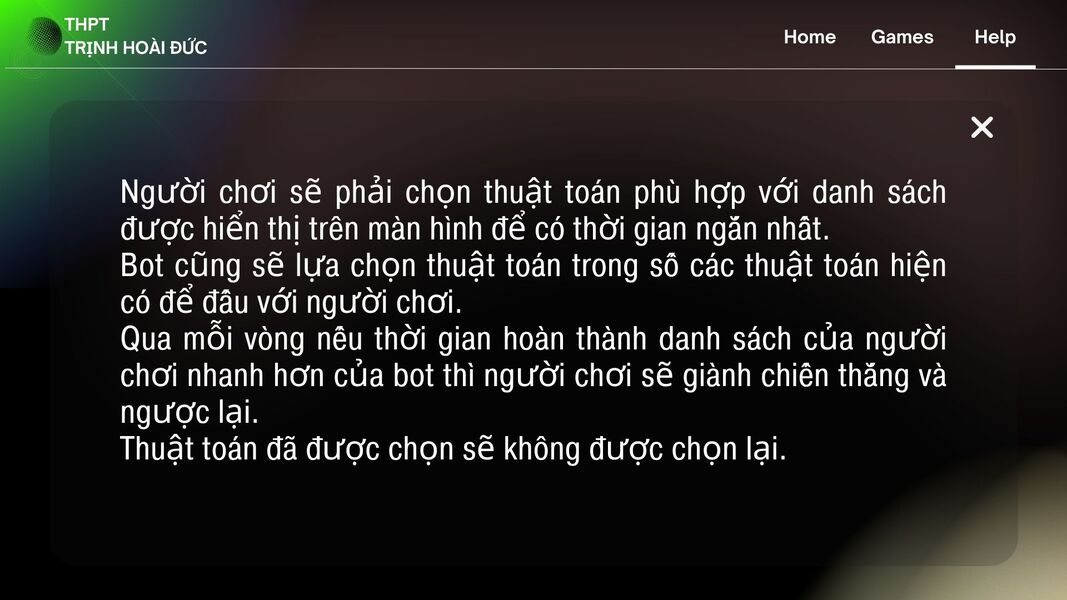 THPT
TRỊNH HOÀI ĐỨC
Home
Games
Help
Người chơi sẽ phải chọn thuật toán phù hợp với danh sách
được hiển thị trên màn hình để có thời gian ngắn nhất.
Bot cũng sẽ lựa chọn thuật toán trong số các thuật toán hiện
có để đấu với người chơi.
Qua mỗi vòng nếu thời gian hoàn thành danh sách của người
chơi nhanh hơn của bot thì người chơi sẽ giành chiến thắng và
ngược lại.
Thuật toán đã được chọn sẽ không được chọn lại.